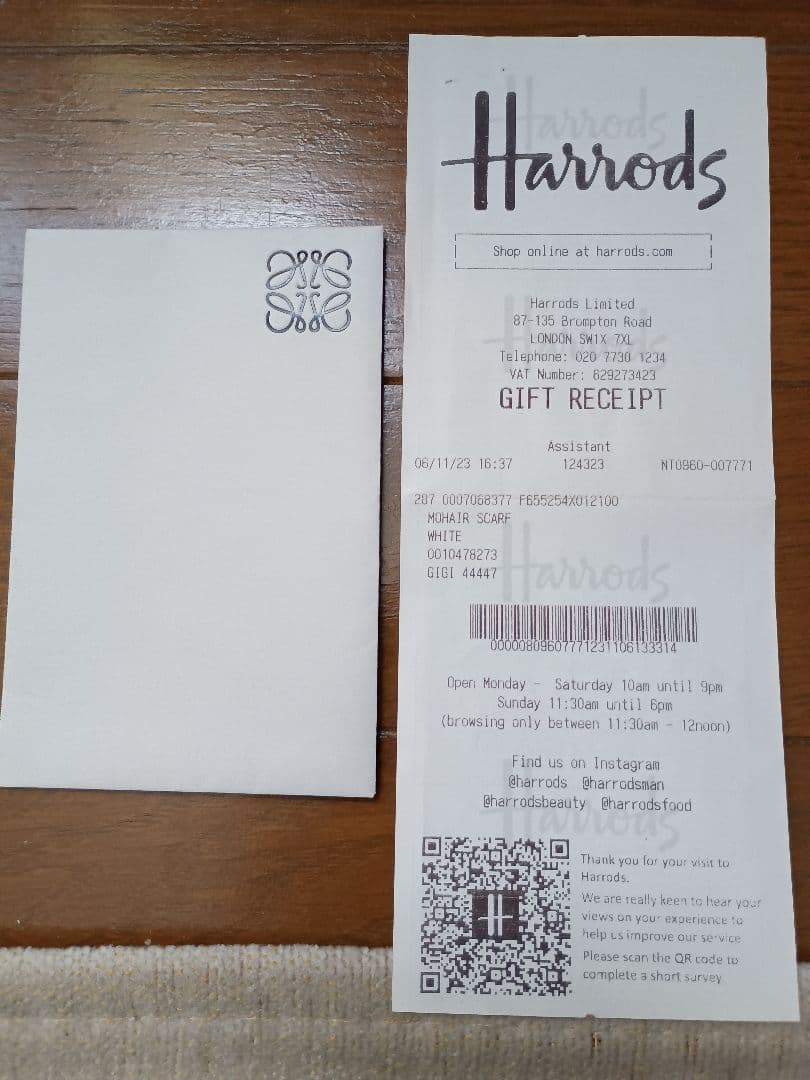 Harrods
Shop online at harrods.com
Harrods Limited
87-135 Brompton Road
LONDON SW1X 7XL
Telephone: 020 7730 1234
VAT Number: 629273423
GIFT RECEIPT
Assistant
06/11/23 16:37 124323 NT0960-007771
287 0007068377 F655254X012100
MOHAIR SCARF
WHITE
0010478273
GIGI 44447
00000809607771231106133314
Open Monday - Saturday 10am until 9pm
Sunday 11:30am until 6pm
(browsing only between 11:30am - 12noon)
Find us on Instagram
@harrods @harrodsman
@harrodsbeauty @harrodsfood
Thank you for your visit to
Harrods.
We are really keen to hear your
views on your experience to
help us improve our service
Please scan the QR code to
complete a short survey